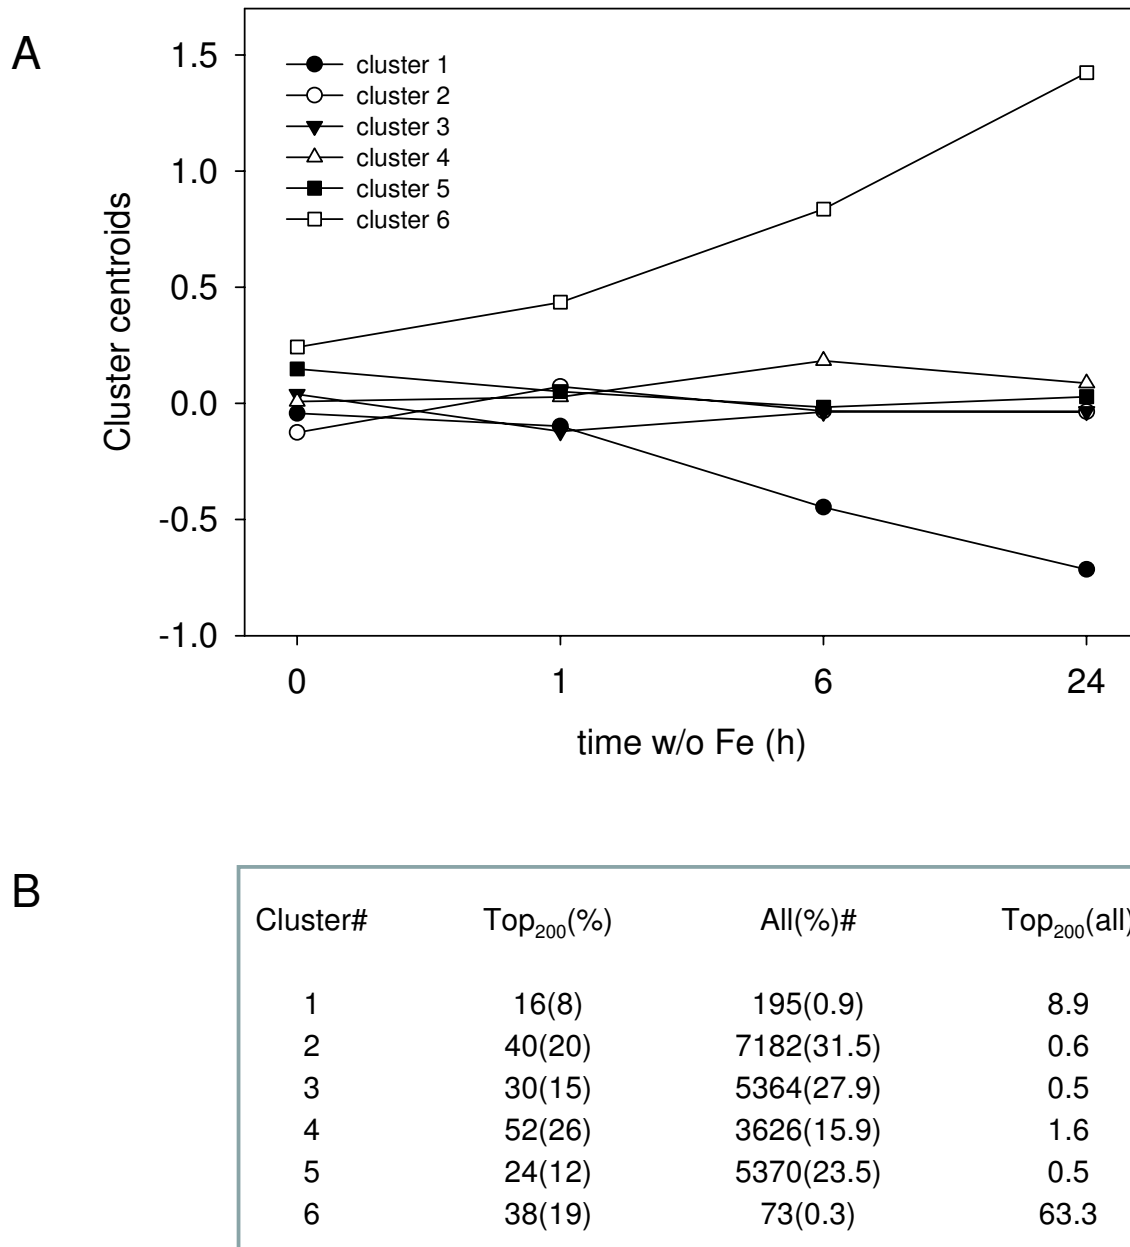 A
1.5
1.0
0.5
0.0
-0.5
-1.0
Cluster centroids
cluster 1
cluster 2
cluster 3
cluster 4
cluster 5
cluster 6
0 1 6 24
time w/o Fe (h)
B
Cluster# Top200(%) All(%)# Top200(all)
1 16(8) 195(0.9) 8.9
2 40(20) 7182(31.5) 0.6
3 30(15) 5364(27.9) 0.5
4 52(26) 3626(15.9) 1.6
5 24(12) 5370(23.5) 0.5
6 38(19) 73(0.3) 63.3